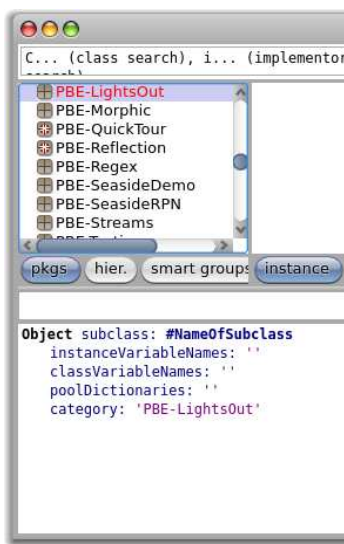 C... (class search), i... (implementor
search)
PBE-LightsOut
PBE-Morphic
PBE-QuickTour
PBE-Reflection
PBE-Regex
PBE-SeasideDemo
PBE-SeasideRPN
PBE-Streams
pkgs hier. smart groups instance
Object subclass: #NameOfSubclass
instanceVariableNames: ''
classVariableNames: ''
poolDictionaries: ''
category: 'PBE-LightsOut'